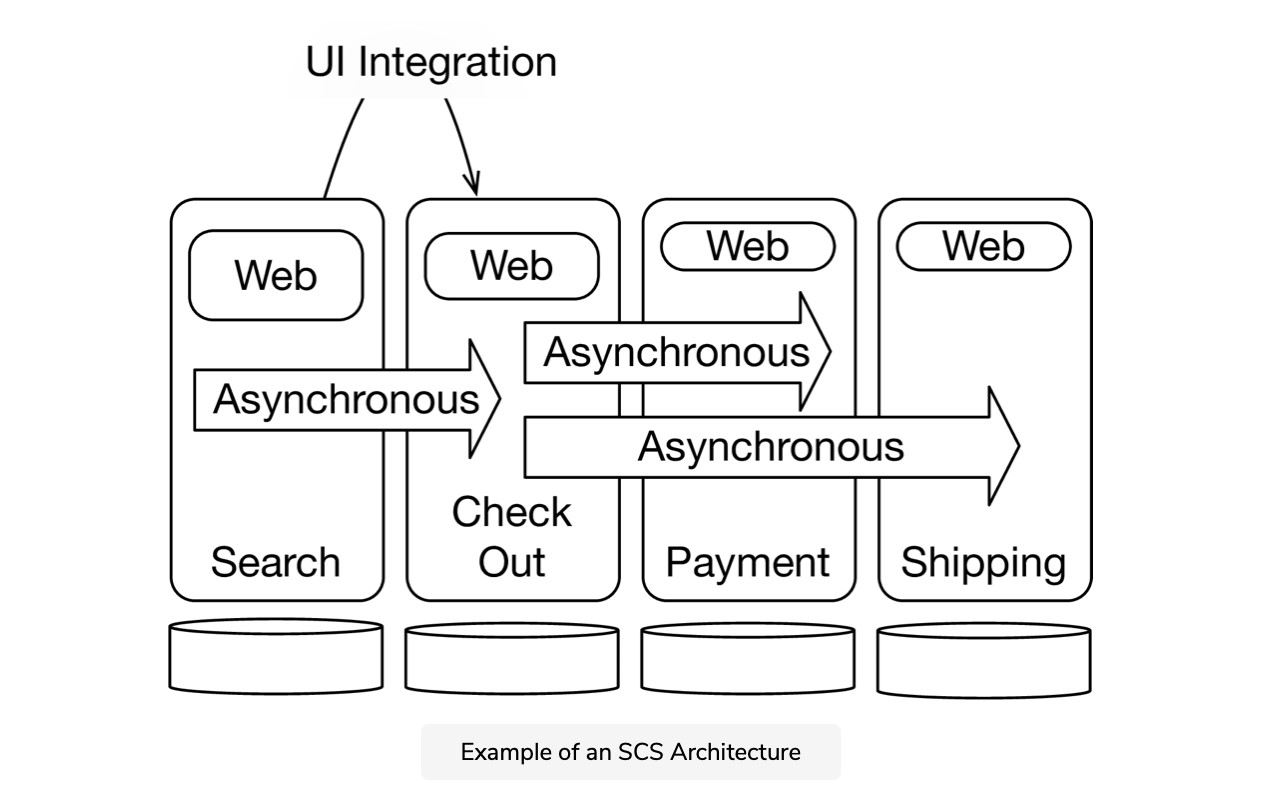 UI Integration
Web
Web
Web
Web
Asynchronous
Asynchronous
Asynchronous
Search
Check
Out
Payment
Shipping
Example of an SCS Architecture